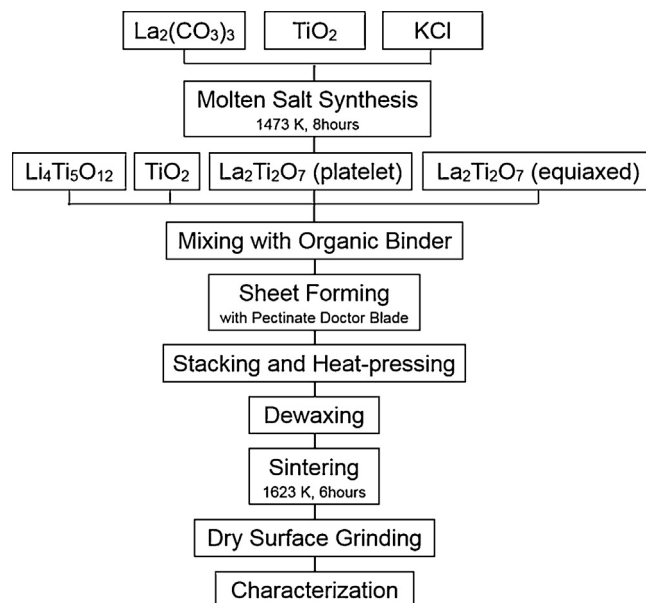 La₂(CO₃)₃ TiO₂ KCl
Molten Salt Synthesis
1473 K, 8hours
Li₄Ti₅O₁₂ TiO₂ La₂Ti₂O₇ (platelet) La₂Ti₂O₇ (equiaxed)
Mixing with Organic Binder
Sheet Forming
with Pectinate Doctor Blade
Stacking and Heat-pressing
Dewaxing
Sintering
1623 K, 6hours
Dry Surface Grinding
Characterization